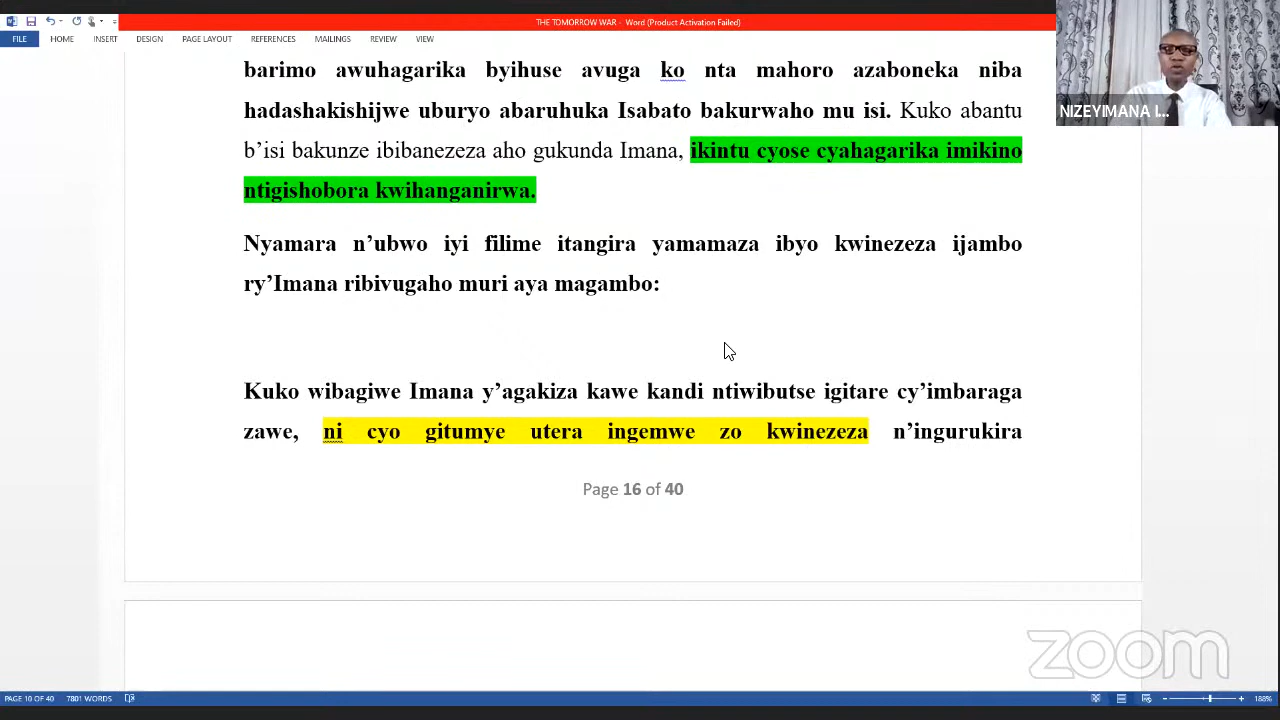 THE TOMORROW WAR - Word (Product Activation Failed)
FILE HOME INSERT DESIGN PAGE LAYOUT REFERENCES MAILINGS REVIEW VIEW
barimo awuhagarika byihuse avuga ko nta mahoro azaboneka niba
hadashakishijwe uburyo abaruhuka Isabato bakurwaho mu isi. Kuko abantu
b’isi bakunze ibibanezeza aho gukunda Imana, ikintu cyose cyahagarika imikino
ntigishobora kwihanganirwa.
Nyamara n’ubwo iyi filime itangira yamamaza ibyo kwinezeza ijambo
ry’Imana ribivugaho muri aya magambo:
Kuko wibagiwe Imana y’agakiza kawe kandi ntiwibutse igitare cy’imbaraga
zawe, ni cyo gitumye utera ingemwe zo kwinezeza n’ingurukira
Page 16 of 40
NIZEYIMANA I...
zoom
PAGE 10 OF 40 7801 WORDS
188%